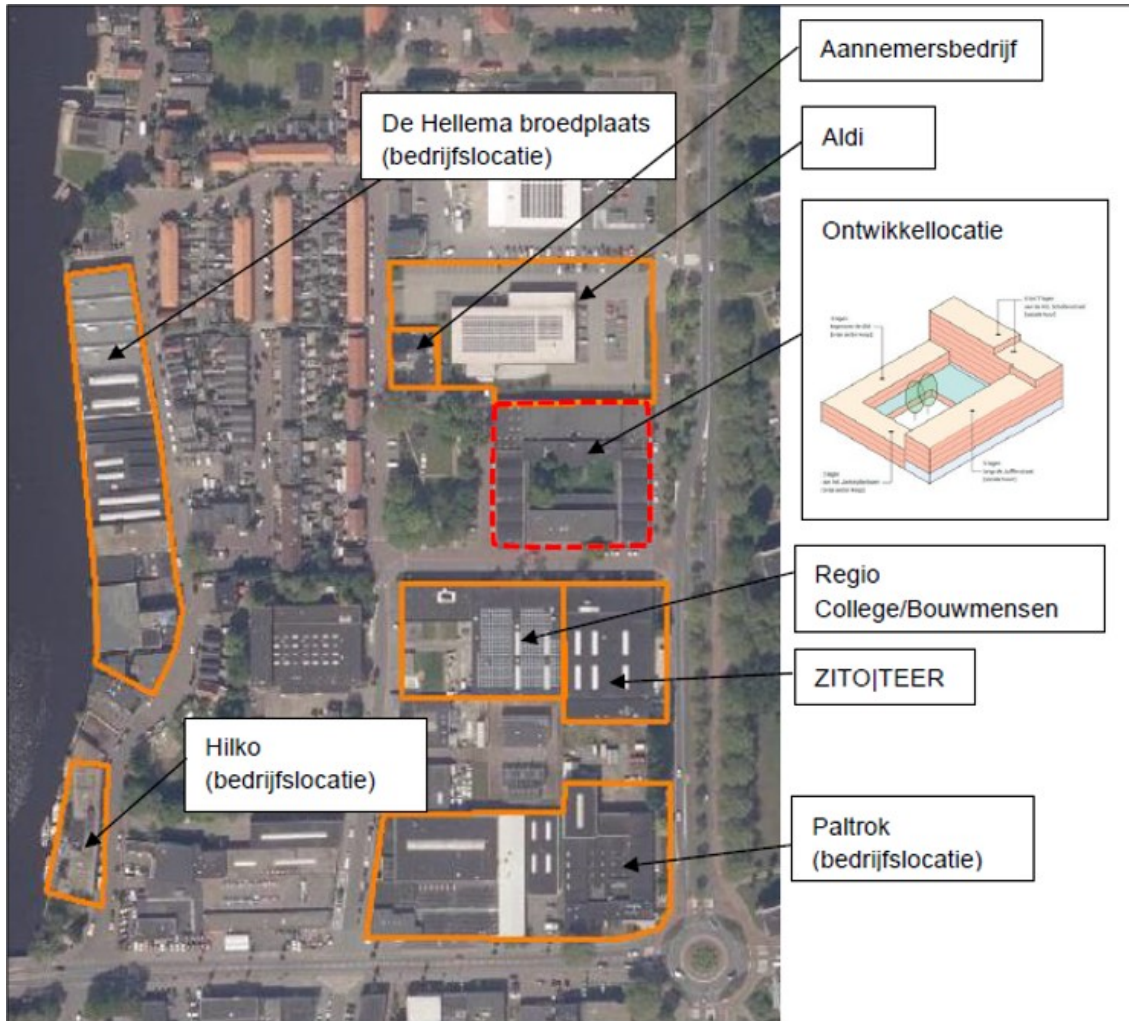 Aannemersbedrijf
De Hellema broedplaats
(bedrijfslocatie)
Aldi
Ontwikkellocatie
Regio
College/Bouwmensen
ZITO|TEER
Hilko
(bedrijfslocatie)
Paltrok
(bedrijfslocatie)